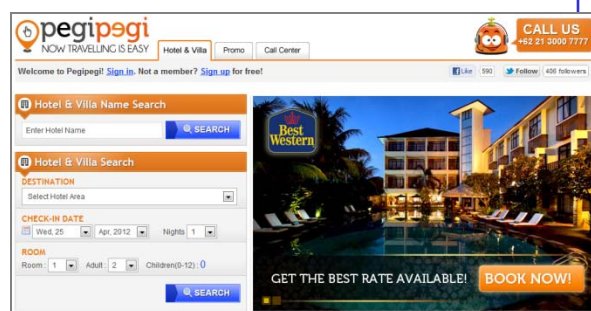 pegipegi
NOW TRAVELLING IS EASY
Hotel & Villa
Promo
Call Center
CALL US
+62 21 3000 7777
Welcome to Pegipegi! Sign in. Not a member? Sign up for free!
Like 590
Follow 406 followers
Hotel & Villa Name Search
Enter Hotel Name
SEARCH
Hotel & Villa Search
DESTINATION
Select Hotel Area
CHECK-IN DATE
Wed, 25 Apr, 2012 Nights 1
ROOM
Room : 1 Adult : 2 Children(0-12) : 0
SEARCH
Best
Western
GET THE BEST RATE AVAILABLE!
BOOK NOW!